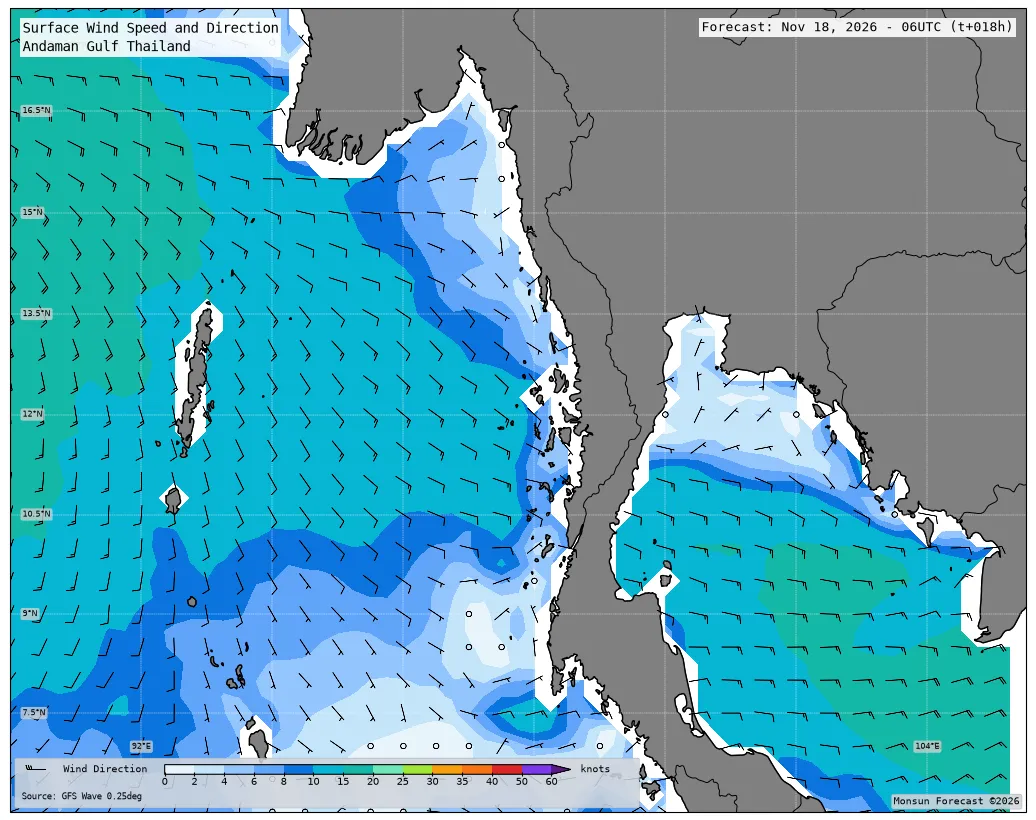 Surface Wind Speed and Direction
Andaman Gulf Thailand
Forecast: Nov 18, 2026 - 06UTC (t+018h)
16.5°N
15°N
13.5°N
12°N
10.5°N
9°N
7.5°N
92°E
104°E
Wind Direction
knots
0 2 4 6 8 10 15 20 25 30 40 50 60
Source: GFS Wave 0.25deg
Monsun Forecast ©2026